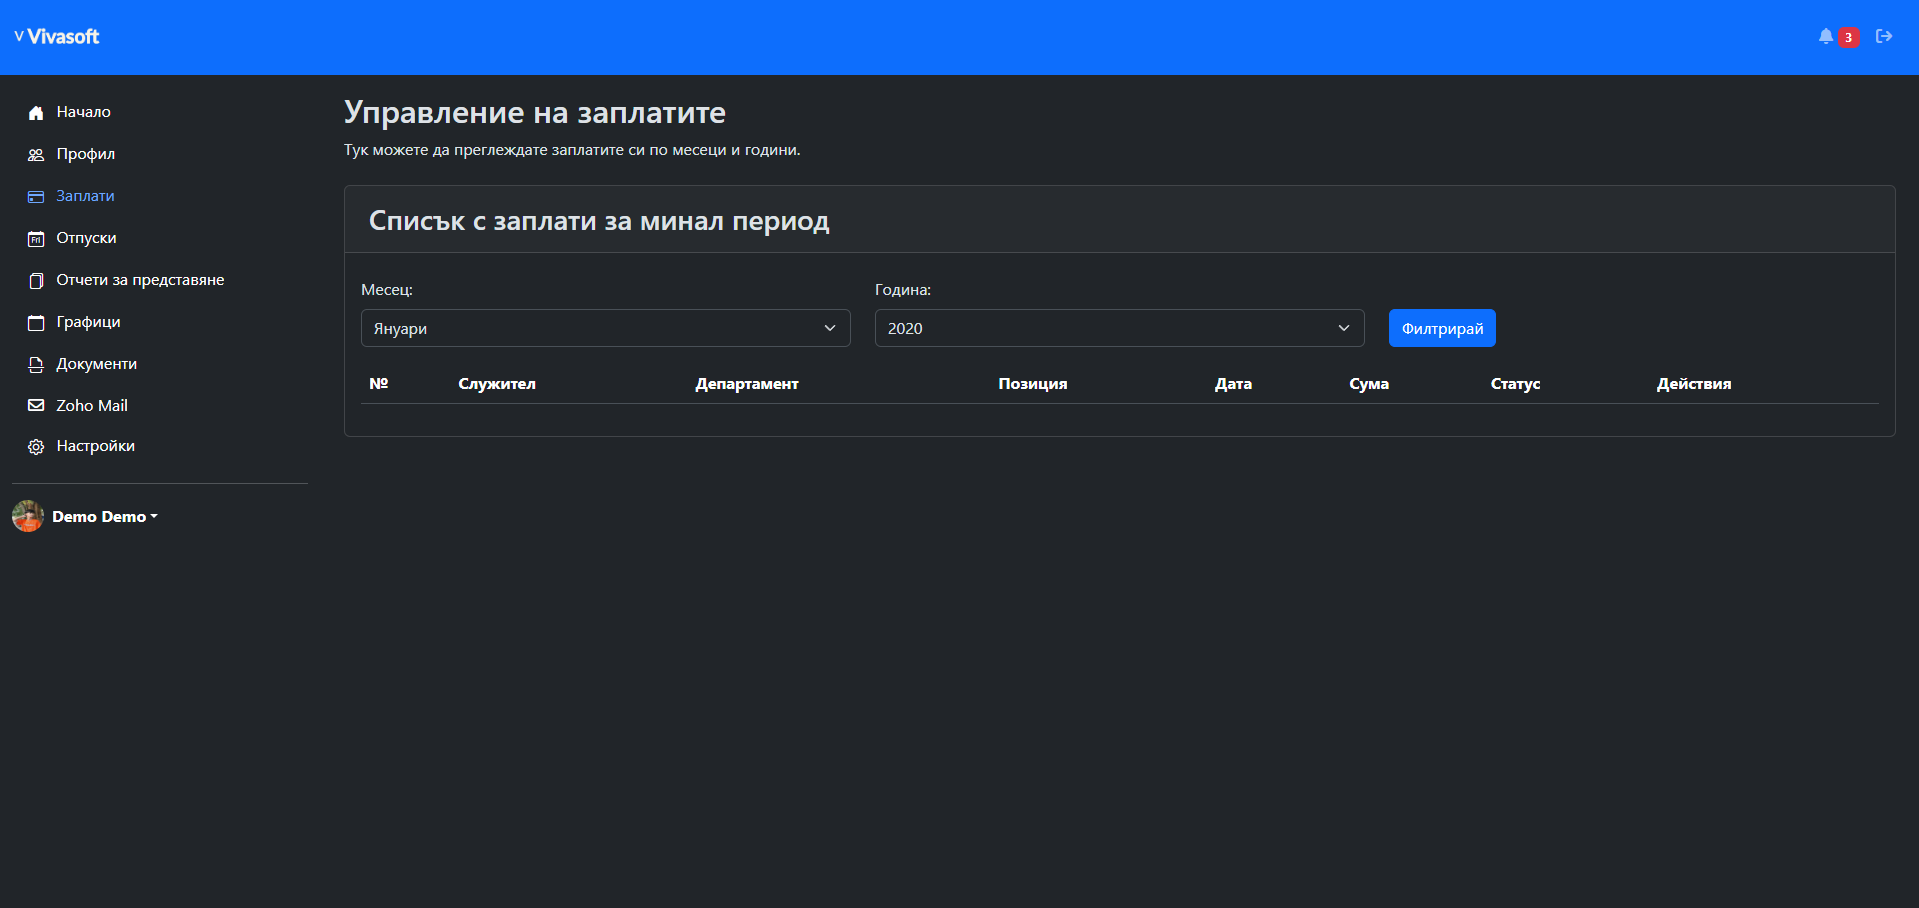 V Vivasoft
3
Начало
Профил
Заплати
Fri Отпуски
Отчети за представяне
Графици
Документи
Zoho Mail
Настройки
Demo Demo
Управление на заплатите
Тук можете да преглеждате заплатите си по месеци и години.
Списък с заплати за минал период
Месец: Година:
Януари 2020 Филтрирай
№ Служител Департамент Позиция Дата Сума Статус Действия